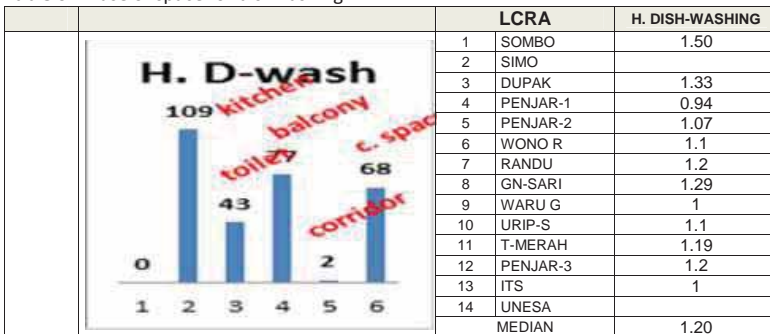 LCRA H. DISH-WASHING
H. D-wash
109 kitchen
balcony
toilet 77 c. spac
68
43
corridor
0 2
1 2 3 4 5 6
1 SOMBO 1.50
2 SIMO
3 DUPAK 1.33
4 PENJAR-1 0.94
5 PENJAR-2 1.07
6 WONO R 1.1
7 RANDU 1.2
8 GN-SARI 1.29
9 WARU G 1
10 URIP-S 1.1
11 T-MERAH 1.19
12 PENJAR-3 1.2
13 ITS 1
14 UNESA
MEDIAN 1.20